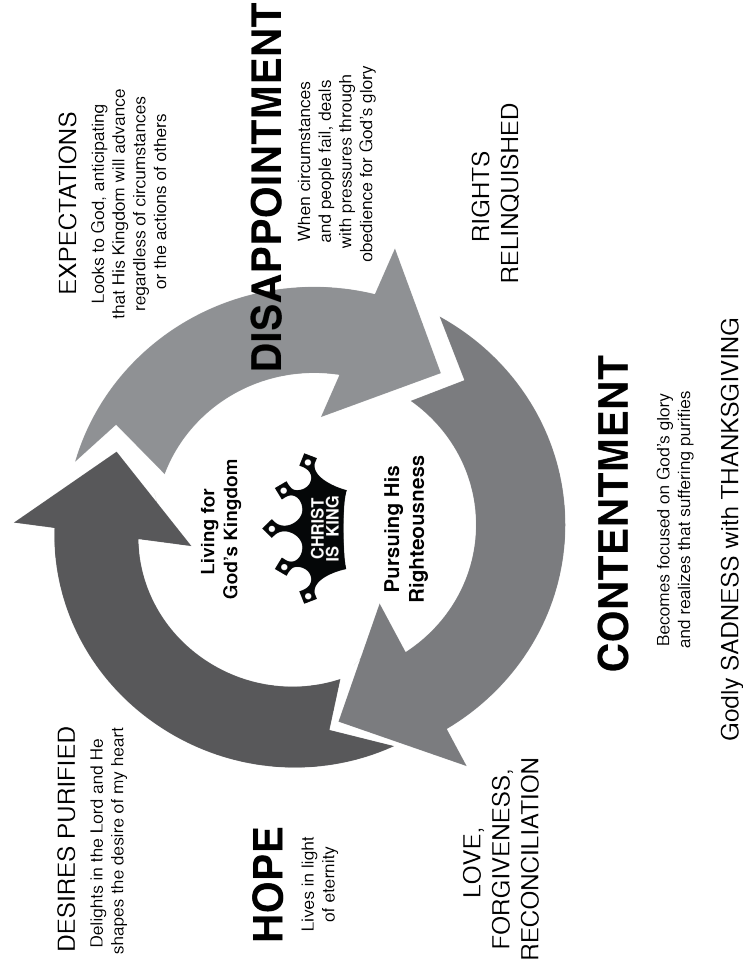 DESIRES PURIFIED
Delights in the Lord and He
shapes the desire of my heart
EXPECTATIONS
Looks to God, anticipating
that His Kingdom will advance
regardless of circumstances
or the actions of others
HOPE
Lives in light
of eternity
Living for
God's Kingdom
CHRIST
IS KING
Pursuing His
Righteousness
DISAPPOINTMENT
When circumstances
and people fail, deals
with pressures through
obedience for God's glory
LOVE,
FORGIVENESS,
RECONCILIATION
RIGHTS
RELINQUISHED
CONTENTMENT
Becomes focused on God's glory
and realizes that suffering purifies
Godly SADNESS with THANKSGIVING